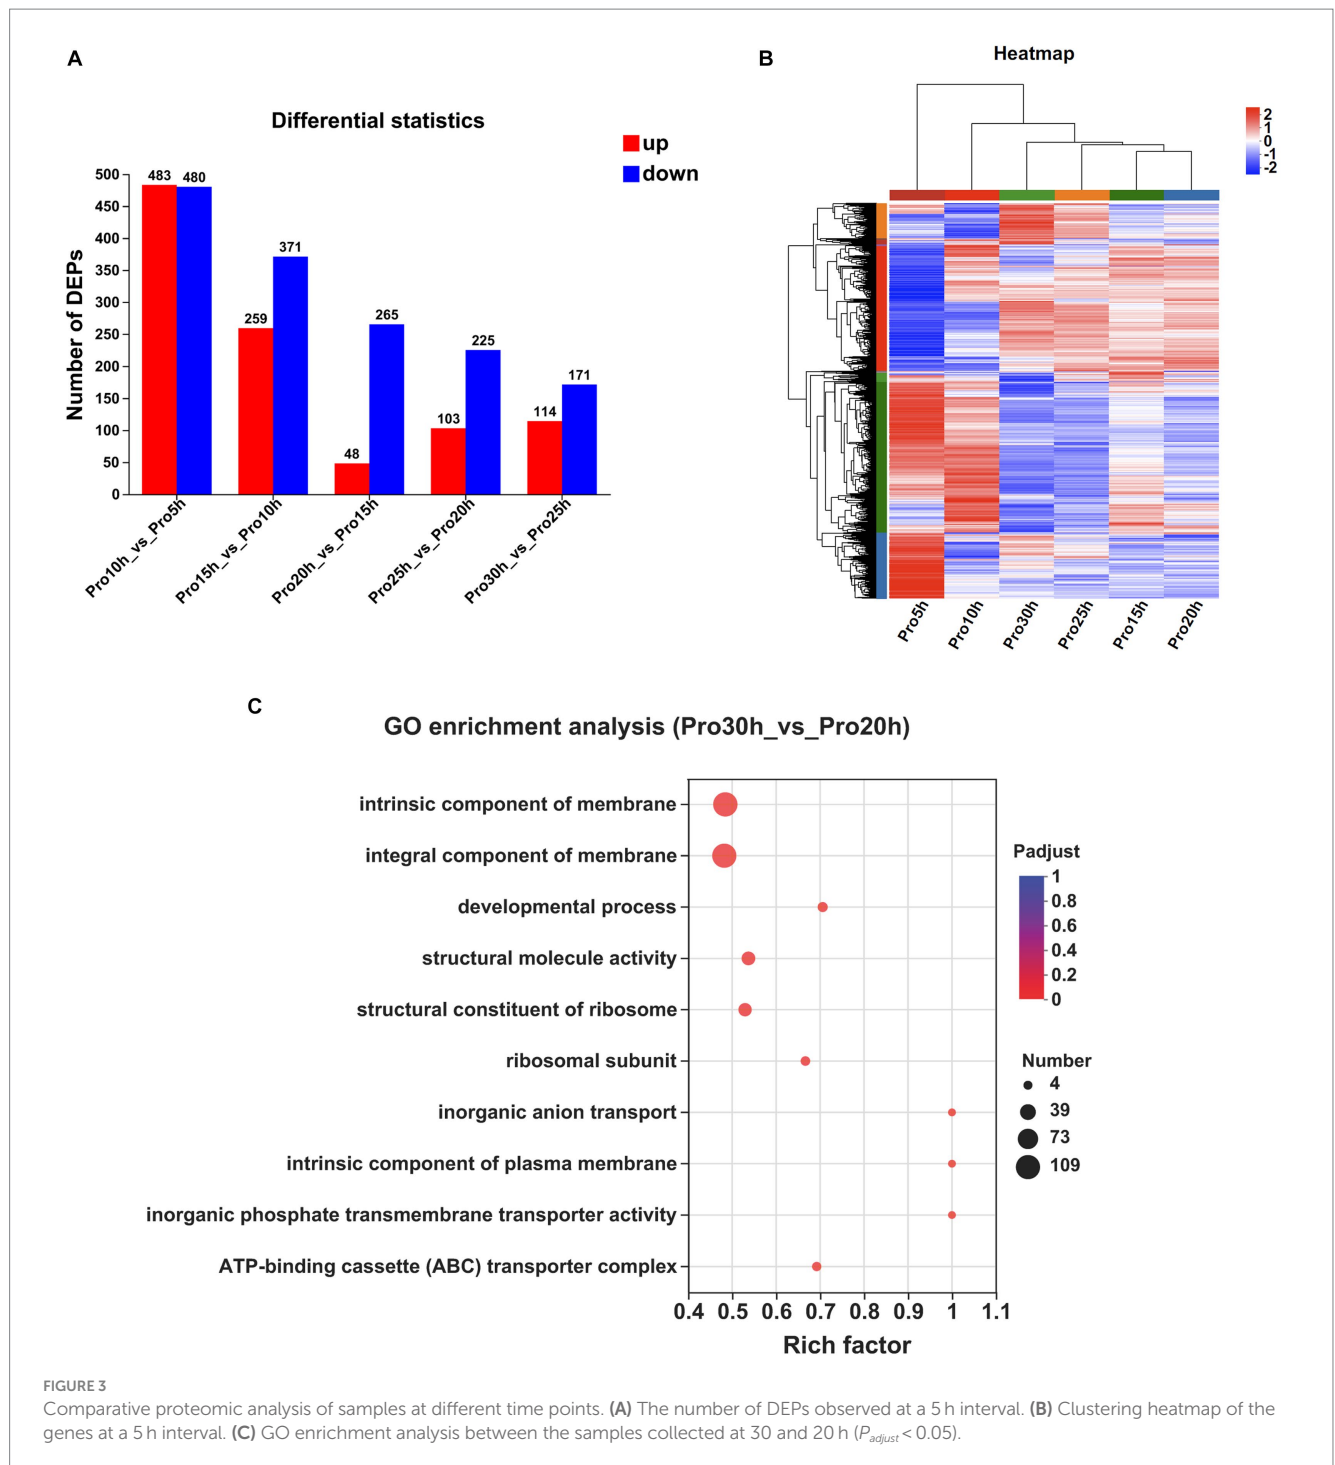 A
Differential statistics
up
down
Number of DEPs
500
450
400
350
300
250
200
150
100
50
0
483
480
259
371
48
265
103
225
114
171
Pro10h_vs_Pro5h
Pro15h_vs_Pro10h
Pro20h_vs_Pro15h
Pro25h_vs_Pro20h
Pro30h_vs_Pro25h
B
Heatmap
2
1
0
-1
-2
Pro5h
Pro10h
Pro30h
Pro25h
Pro15h
Pro20h
C
GO enrichment analysis (Pro30h_vs_Pro20h)
intrinsic component of membrane
integral component of membrane
developmental process
structural molecule activity
structural constituent of ribosome
ribosomal subunit
inorganic anion transport
intrinsic component of plasma membrane
inorganic phosphate transmembrane transporter activity
ATP-binding cassette (ABC) transporter complex
0.4 0.5 0.6 0.7 0.8 0.9 1 1.1
Rich factor
Padjust
1
0.8
0.6
0.4
0.2
0
Number
4
39
73
109
FIGURE 3
Comparative proteomic analysis of samples at different time points. (A) The number of DEPs observed at a 5 h interval. (B) Clustering heatmap of the
genes at a 5 h interval. (C) GO enrichment analysis between the samples collected at 30 and 20 h (Padjust < 0.05).